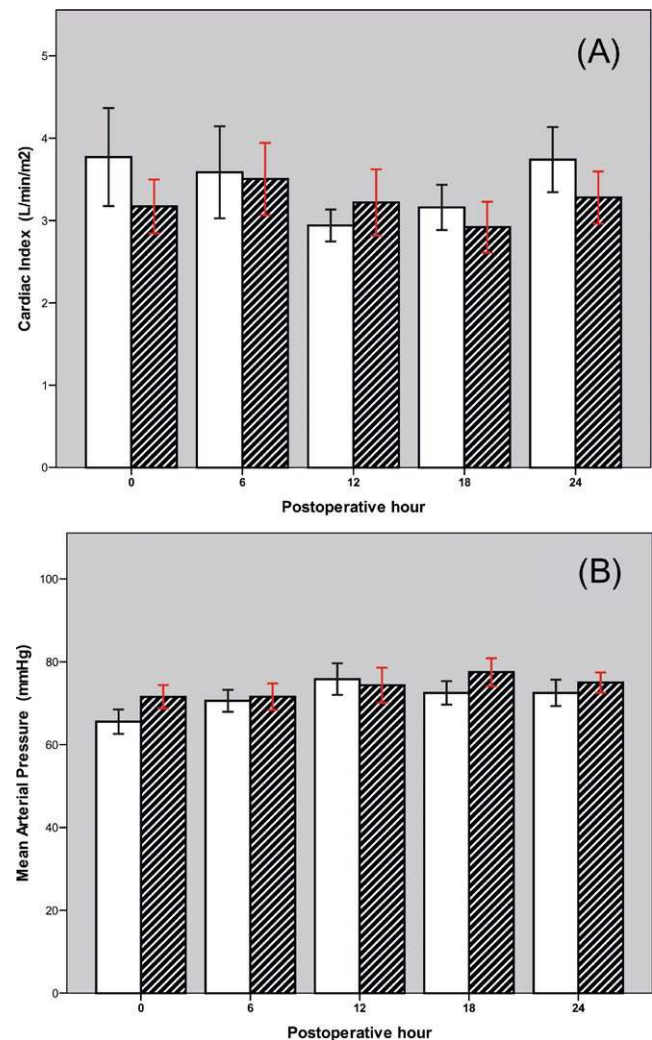 (A)
5
4
3
2
1
0
Cardiac Index (L/min/m2)
0 6 12 18 24
Postoperative hour
(B)
100
80
60
40
20
0
Mean Arterial Pressure (mmHg)
0 6 12 18 24
Postoperative hour